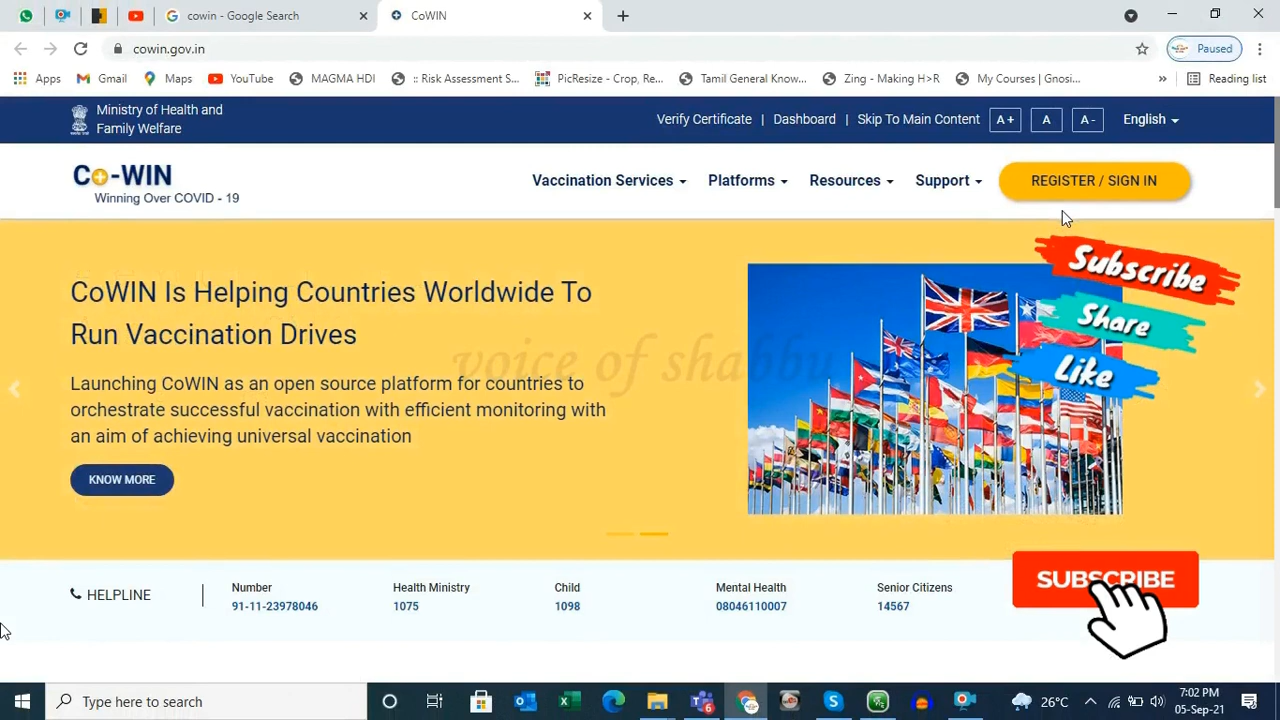 cowin - Google Search
CoWIN
cowin.gov.in
Paused
Apps
Gmail
Maps
YouTube
MAGMA HDI
:: Risk Assessment S...
PicResize - Crop, Re...
Tamil General Know...
Zing - Making H>R
My Courses | Gnosi...
»
Reading list
Ministry of Health and
Family Welfare
Verify Certificate | Dashboard | Skip To Main Content
A+
A
A-
English
Co-WIN
Winning Over COVID - 19
Vaccination Services
Platforms
Resources
Support
REGISTER / SIGN IN
CoWIN Is Helping Countries Worldwide To
Run Vaccination Drives
Launching CoWIN as an open source platform for countries to
orchestrate successful vaccination with efficient monitoring with
an aim of achieving universal vaccination
KNOW MORE
voice of shabbu
Subscribe
Share
Like
HELPLINE
Number
91-11-23978046
Health Ministry
1075
Child
1098
Mental Health
08046110007
Senior Citizens
14567
SUBSCRIBE
Type here to search
6
26°C
7:02 PM
05-Sep-21